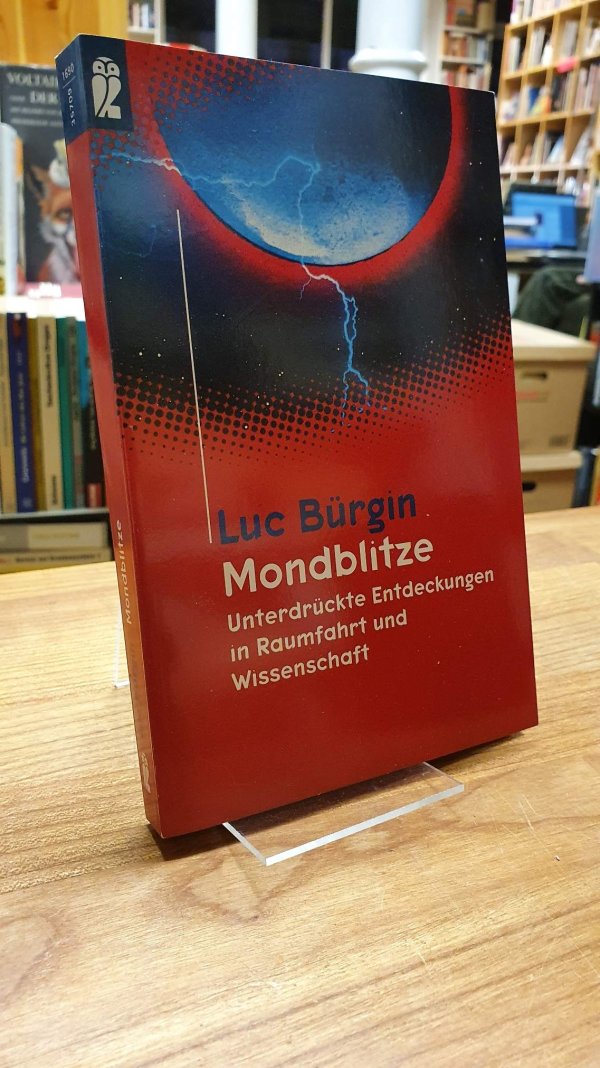 Luc Bürgin
Mondblitze
Unterdrückte Entdeckungen
in Raumfahrt und
Wissenschaft
Mondblitze